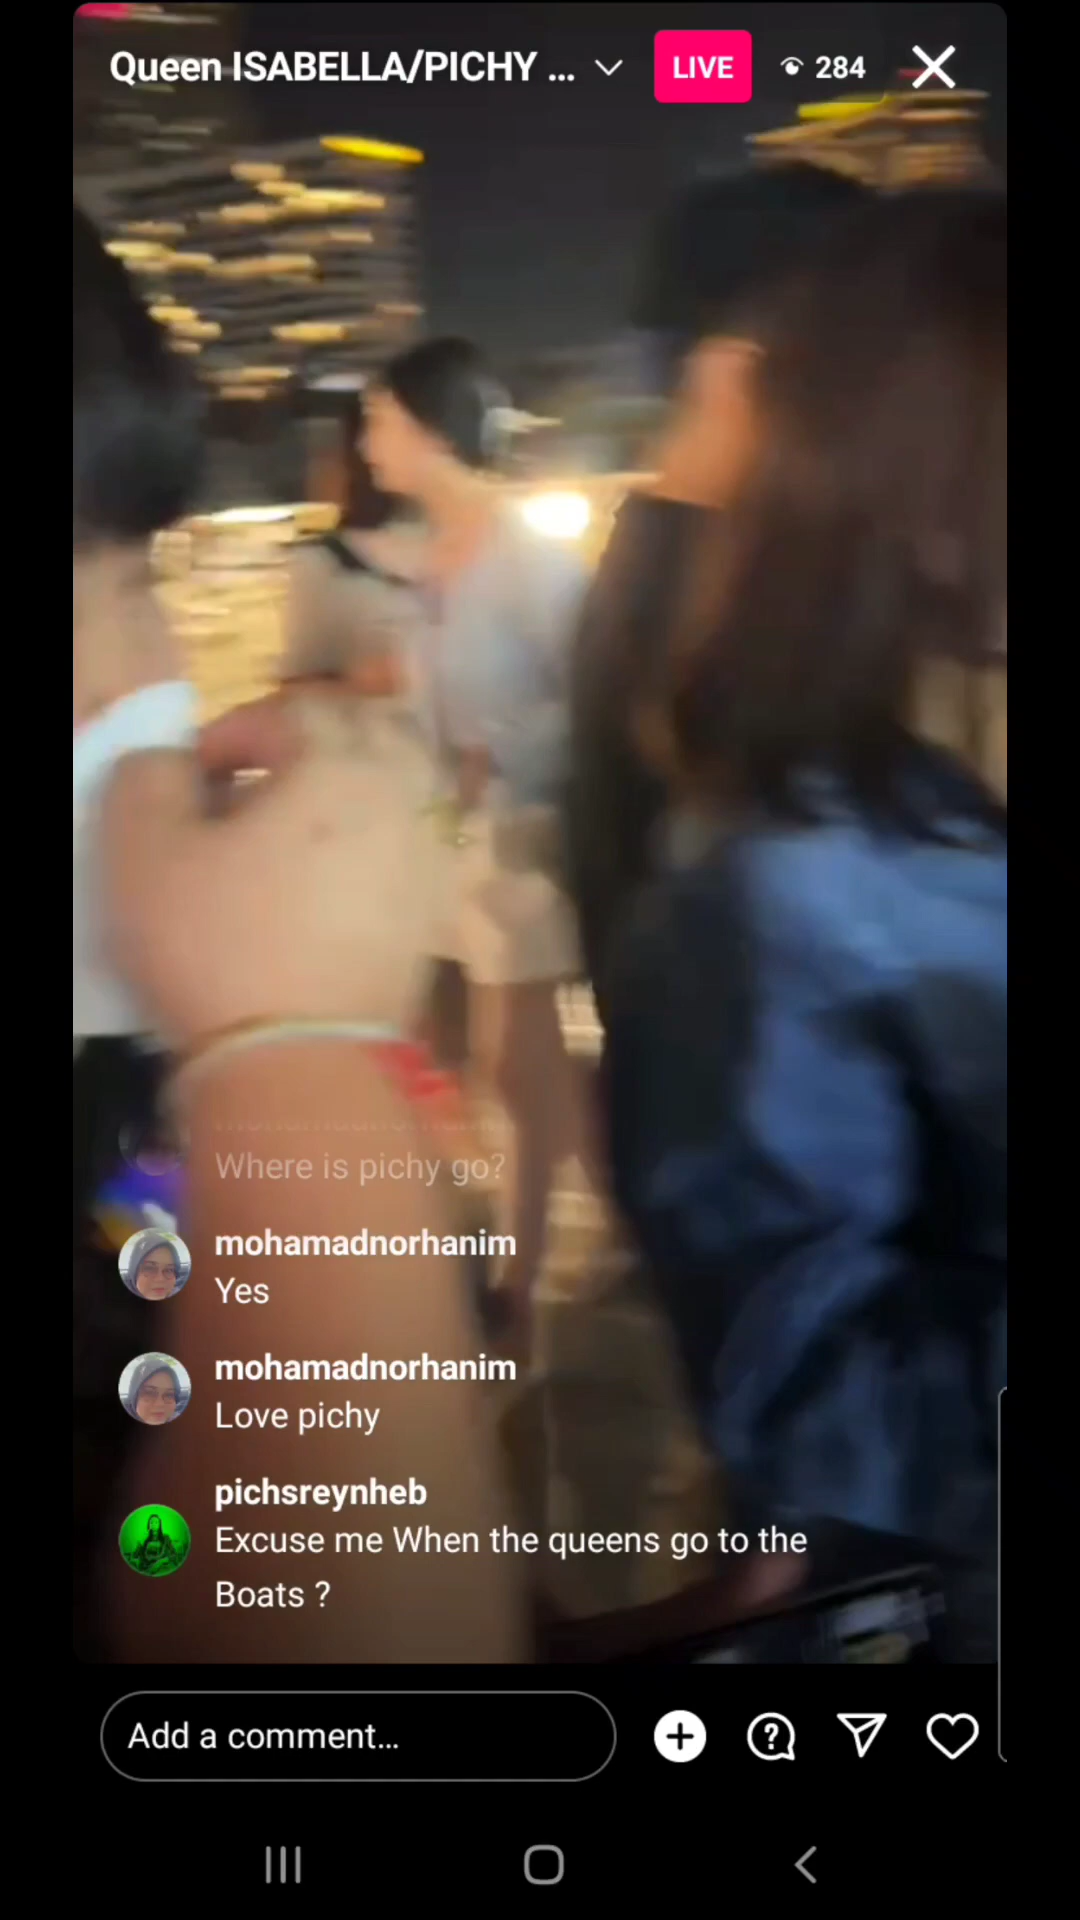 Queen ISABELLA/PICHY ...
LIVE
284
Where is pichy go?
mohamadnorhanim
Yes
mohamadnorhanim
Love pichy
pichsreynheb
Excuse me When the queens go to the
Boats ?
Add a comment...